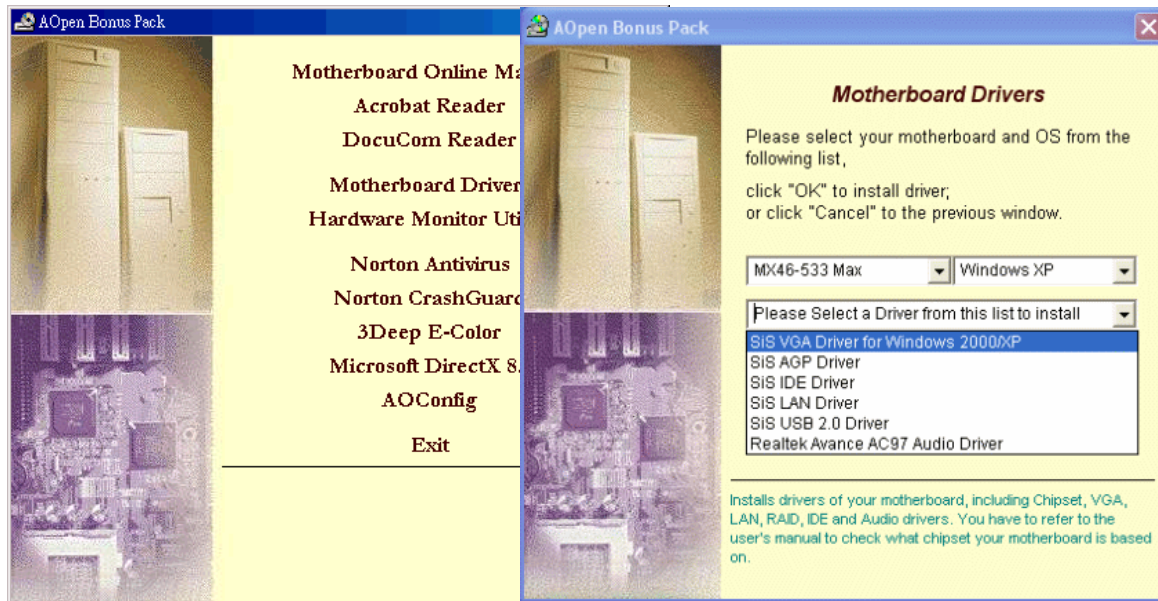 AOpen Bonus Pack
Motherboard Online Ma
Acrobat Reader
DocuCom Reader
Motherboard Driver
Hardware Monitor Uti
Norton Antivirus
Norton CrashGuard
3Deep E-Color
Microsoft DirectX 8.
AOConfig
Exit
AOpen Bonus Pack
Motherboard Drivers
Please select your motherboard and OS from the
following list,
click "OK" to install driver;
or click "Cancel" to the previous window.
MX46-533 Max Windows XP
Please Select a Driver from this list to install
SiS VGA Driver for Windows 2000/XP
SiS AGP Driver
SiS IDE Driver
SiS LAN Driver
SiS USB 2.0 Driver
Realtek Avance AC97 Audio Driver
Installs drivers of your motherboard, including Chipset, VGA,
LAN, RAID, IDE and Audio drivers. You have to refer to the
user's manual to check what chipset your motherboard is based
on.